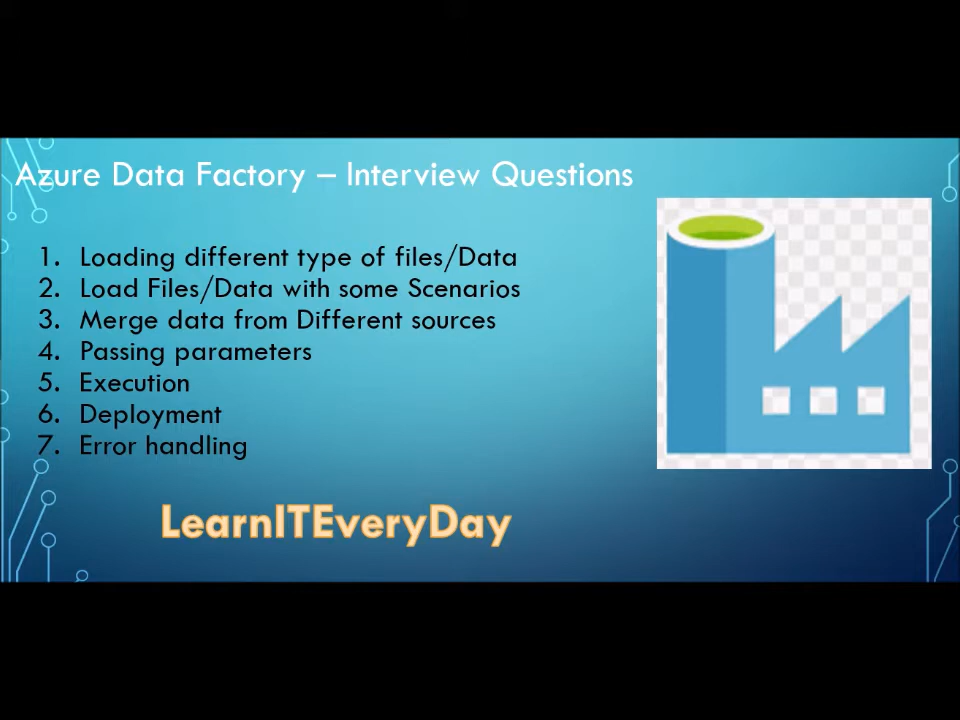 Azure Data Factory – Interview Questions
1. Loading different type of files/Data
2. Load Files/Data with some Scenarios
3. Merge data from Different sources
4. Passing parameters
5. Execution
6. Deployment
7. Error handling
LearnITEveryDay